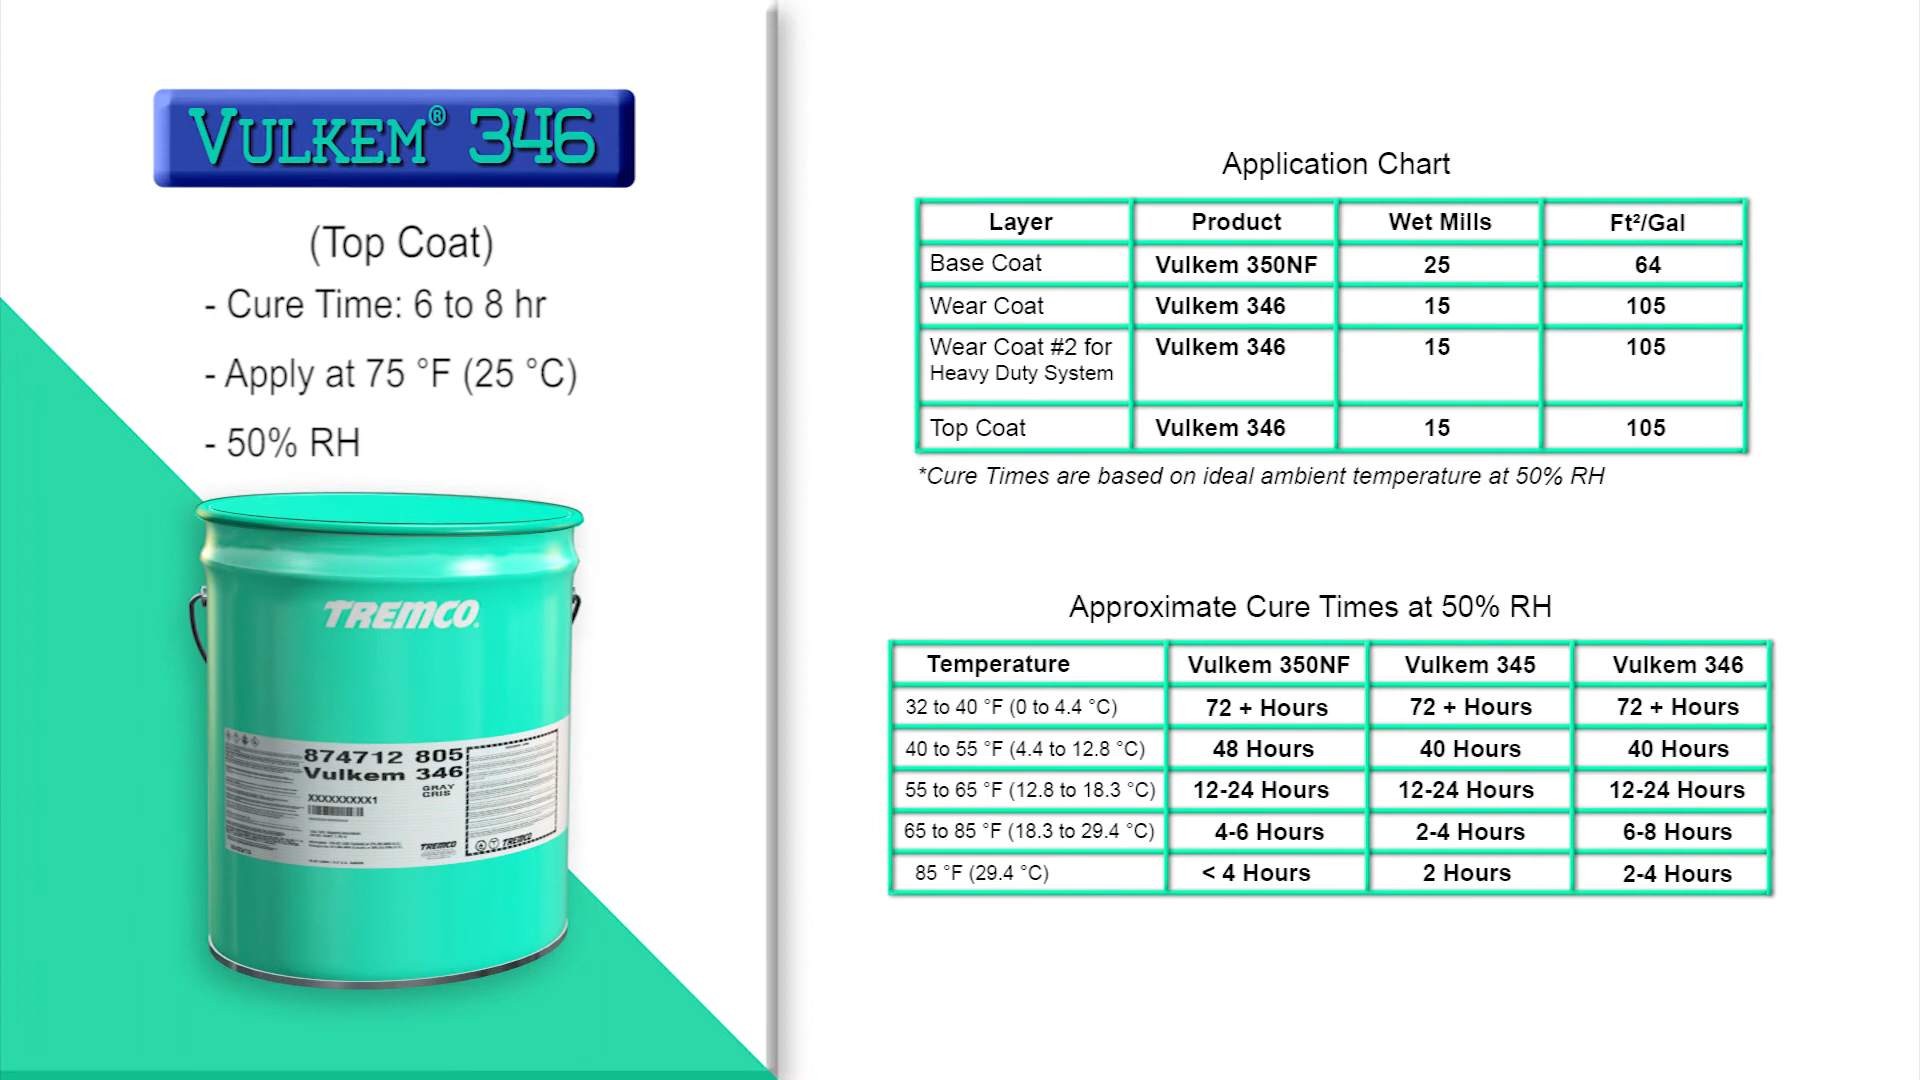 VULKEM® 346
(Top Coat)
- Cure Time: 6 to 8 hr
- Apply at 75 °F (25 °C)
- 50% RH
TREMCO
874712 805
Vulkem 346
GRAY
GRIS
XXXXXXXXX1
TREMCO
TREMCO
Application Chart
Layer Product Wet Mills Ft²/Gal
Base Coat Vulkem 350NF 25 64
Wear Coat Vulkem 346 15 105
Wear Coat #2 for Vulkem 346 15 105
Heavy Duty System
Top Coat Vulkem 346 15 105
*Cure Times are based on ideal ambient temperature at 50% RH
Approximate Cure Times at 50% RH
Temperature Vulkem 350NF Vulkem 345 Vulkem 346
32 to 40 °F (0 to 4.4 °C) 72 + Hours 72 + Hours 72 + Hours
40 to 55 °F (4.4 to 12.8 °C) 48 Hours 40 Hours 40 Hours
55 to 65 °F (12.8 to 18.3 °C) 12-24 Hours 12-24 Hours 12-24 Hours
65 to 85 °F (18.3 to 29.4 °C) 4-6 Hours 2-4 Hours 6-8 Hours
85 °F (29.4 °C) < 4 Hours 2 Hours 2-4 Hours